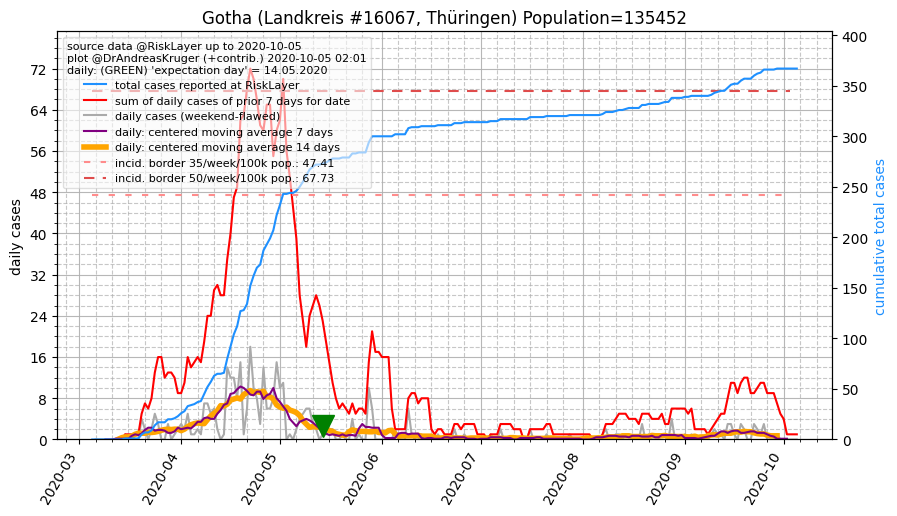 Gotha (Landkreis #16067, Thüringen) Population=135452
source data @RiskLayer up to 2020-10-05
plot @DrAndreasKruger (+contrib.) 2020-10-05 02:01
daily: (GREEN) 'expectation day' = 14.05.2020
total cases reported at RiskLayer
sum of daily cases of prior 7 days for date
daily cases (weekend-flawed)
daily: centered moving average 7 days
daily: centered moving average 14 days
incid. border 35/week/100k pop.: 47.41
incid. border 50/week/100k pop.: 67.73
daily cases
72
64
56
48
40
32
24
16
8
0
cumulative total cases
400
350
300
250
200
150
100
50
0
2020-03
2020-04
2020-05
2020-06
2020-07
2020-08
2020-09
2020-10